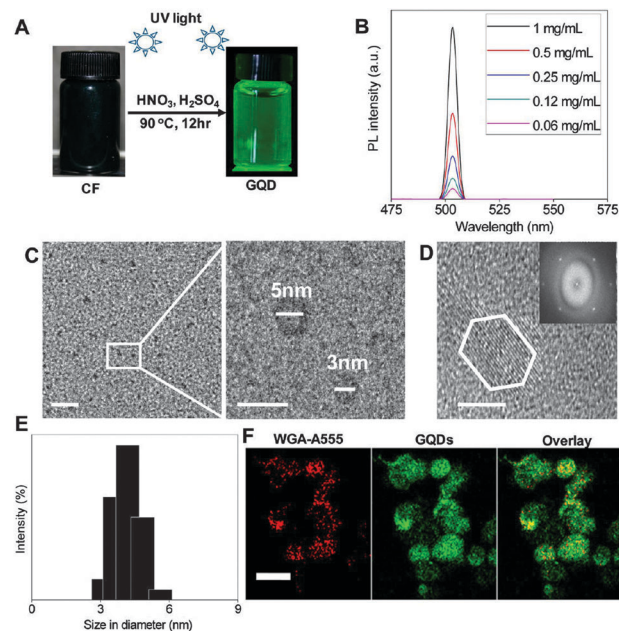 A
UV light
HNO3, H2SO4
90 °C, 12hr
CF
GQD
B
PL intensity (a.u.)
1 mg/mL
0.5 mg/mL
0.25 mg/mL
0.12 mg/mL
0.06 mg/mL
475 500 525 550 575
Wavelength (nm)
C
5nm
3nm
D
E
Intensity (%)
0 3 6 9
Size in diameter (nm)
F
WGA-A555 GQDs Overlay